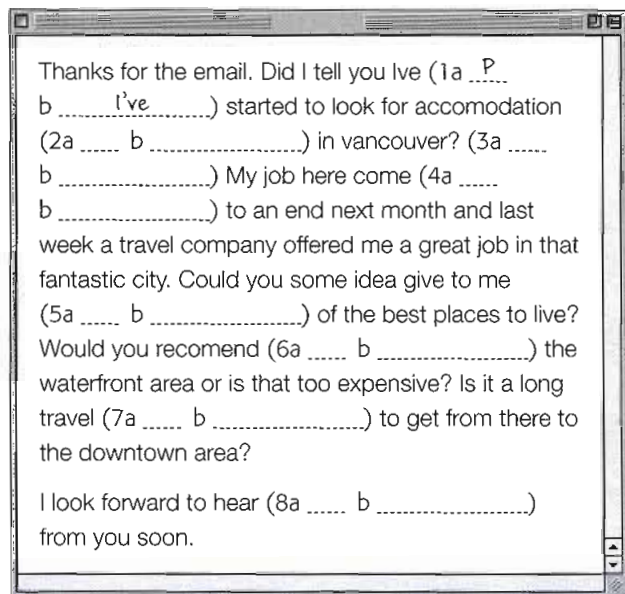 Thanks for the email. Did I tell you Ive (1a P
b I've) started to look for accomodation
(2a ...... b ......................) in vancouver? (3a ......
b ......................) My job here come (4a ......
b ......................) to an end next month and last
week a travel company offered me a great job in that
fantastic city. Could you some idea give to me
(5a ...... b ......................) of the best places to live?
Would you recomend (6a ...... b ......................) the
waterfront area or is that too expensive? Is it a long
travel (7a ...... b ......................) to get from there to
the downtown area?
I look forward to hear (8a ...... b ......................)
from you soon.